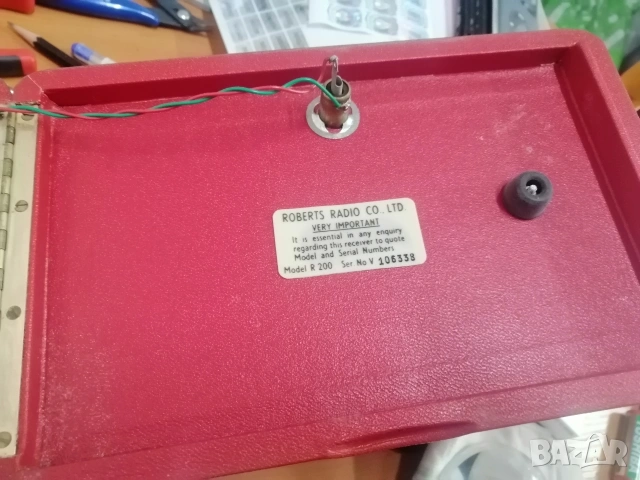 ROBERTS RADIO CO. LTD
VERY IMPORTANT
It is essential in any enquiry
regarding this receiver to quote
Model and Serial Numbers
Model R 200 Ser No V 106338
BAZAR